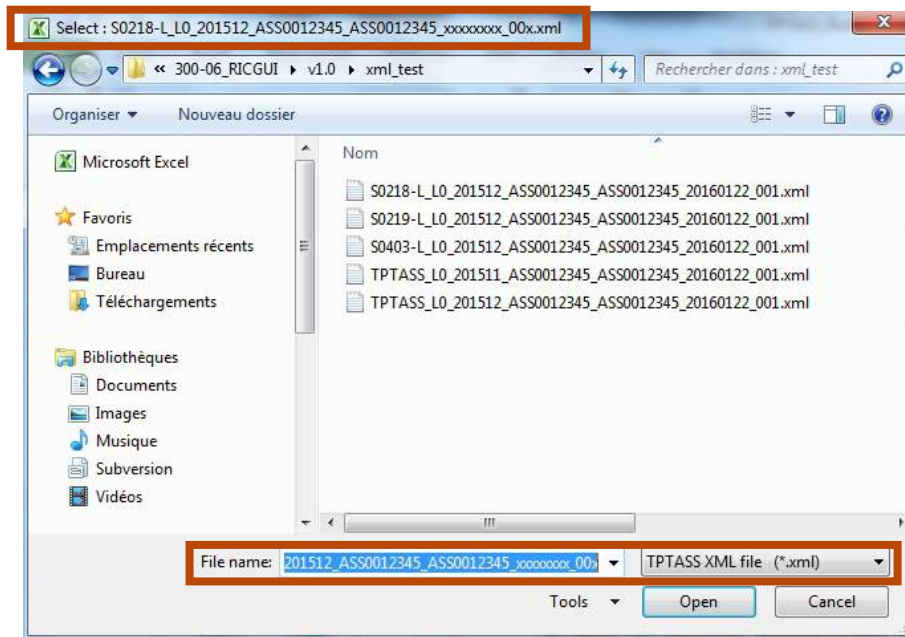 Select : S0218-L_L0_201512_ASS0012345_ASS0012345_xxxxxxxx_00x.xml
« 300-06_RICGUI ▸ v1.0 ▸ xml_test
Rechercher dans : xml_test
Organiser ▾ Nouveau dossier
Microsoft Excel
Favoris
Emplacements récents
Bureau
Téléchargements
Bibliothèques
Documents
Images
Musique
Subversion
Vidéos
Nom
S0218-L_L0_201512_ASS0012345_ASS0012345_20160122_001.xml
S0219-L_L0_201512_ASS0012345_ASS0012345_20160122_001.xml
S0403-L_L0_201512_ASS0012345_ASS0012345_20160122_001.xml
TPTASS_L0_201511_ASS0012345_ASS0012345_20160122_001.xml
TPTASS_L0_201512_ASS0012345_ASS0012345_20160122_001.xml
File name: 201512_ASS0012345_ASS0012345_xxxxxxxx_00x TPTASS XML file (*.xml)
Tools ▾ Open Cancel